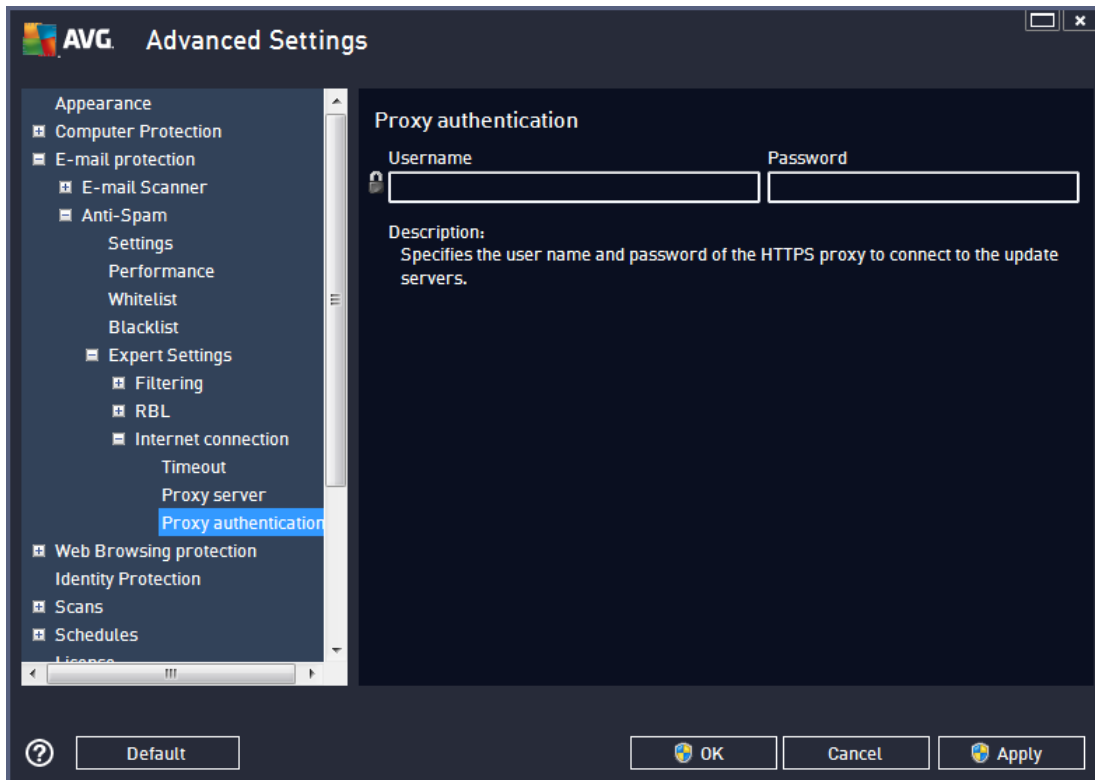 AVG. Advanced Settings
Appearance
Computer Protection
E-mail protection
E-mail Scanner
Anti-Spam
Settings
Performance
Whitelist
Blacklist
Expert Settings
Filtering
RBL
Internet connection
Timeout
Proxy server
Proxy authentication
Web Browsing protection
Identity Protection
Scans
Schedules
License
Proxy authentication
Username Password
Description:
Specifies the user name and password of the HTTPS proxy to connect to the update
servers.
? Default OK Cancel Apply